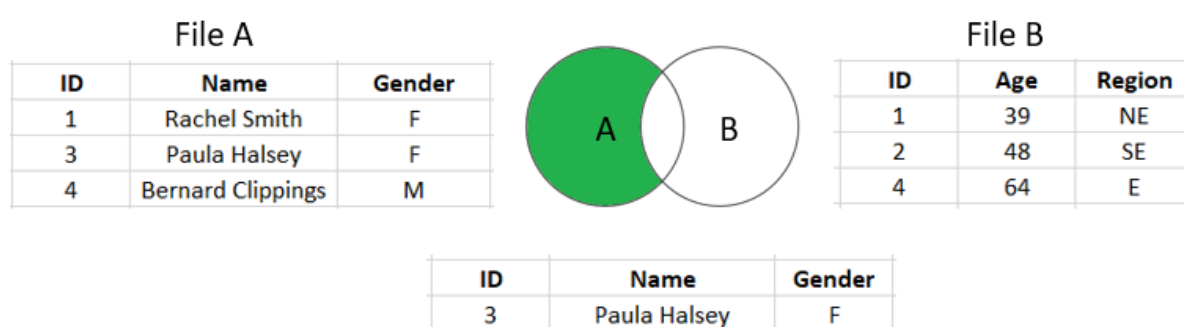 File A
ID Name Gender
1 Rachel Smith F
3 Paula Halsey F
4 Bernard Clippings M
A B
File B
ID Age Region
1 39 NE
2 48 SE
4 64 E
ID Name Gender
3 Paula Halsey F